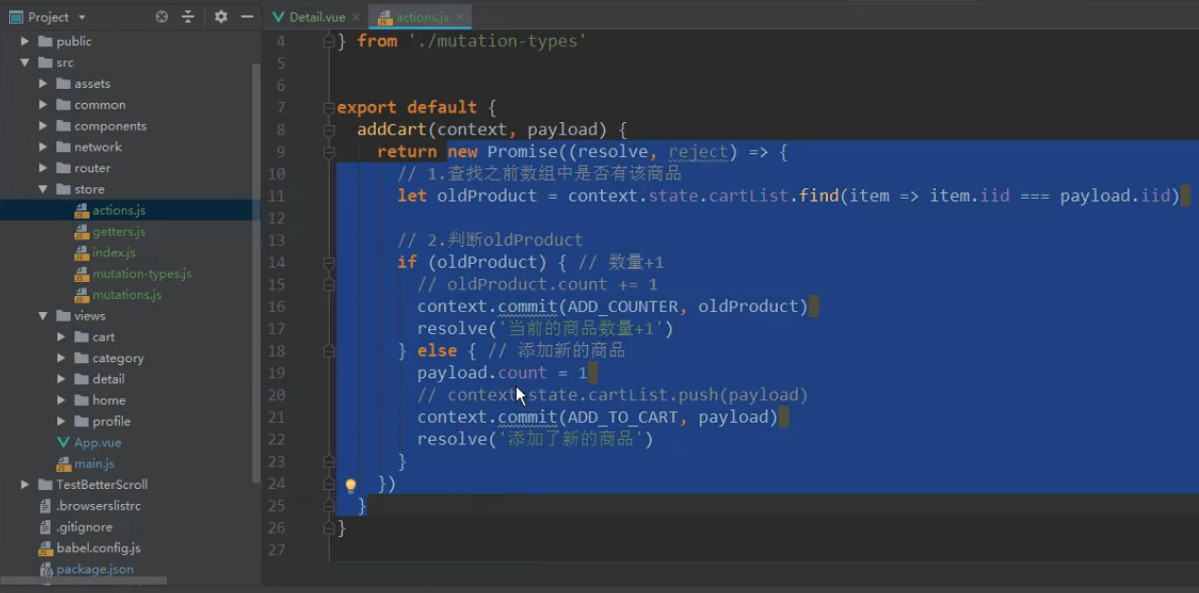 Project
Detail.vue
actions.js
public
src
assets
common
components
network
router
store
actions.js
getters.js
index.js
mutation-types.js
mutations.js
views
cart
category
detail
home
profile
App.vue
main.js
TestBetterScroll
.browserslistrc
.gitignore
babel.config.js
package.json
4 } from './mutation-types'
5
6
7 export default {
8 addCart(context, payload) {
9 return new Promise((resolve, reject) => {
10 // 1.查找之前数组中是否有该商品
11 let oldProduct = context.state.cartList.find(item => item.iid === payload.iid)
12
13 // 2.判断oldProduct
14 if (oldProduct) { // 数量+1
15 // oldProduct.count += 1
16 context.commit(ADD_COUNTER, oldProduct)
17 resolve('当前的商品数量+1')
18 } else { // 添加新的商品
19 payload.count = 1
20 // context.state.cartList.push(payload)
21 context.commit(ADD_TO_CART, payload)
22 resolve('添加了新的商品')
23 }
24 })
25 }
26 }
27